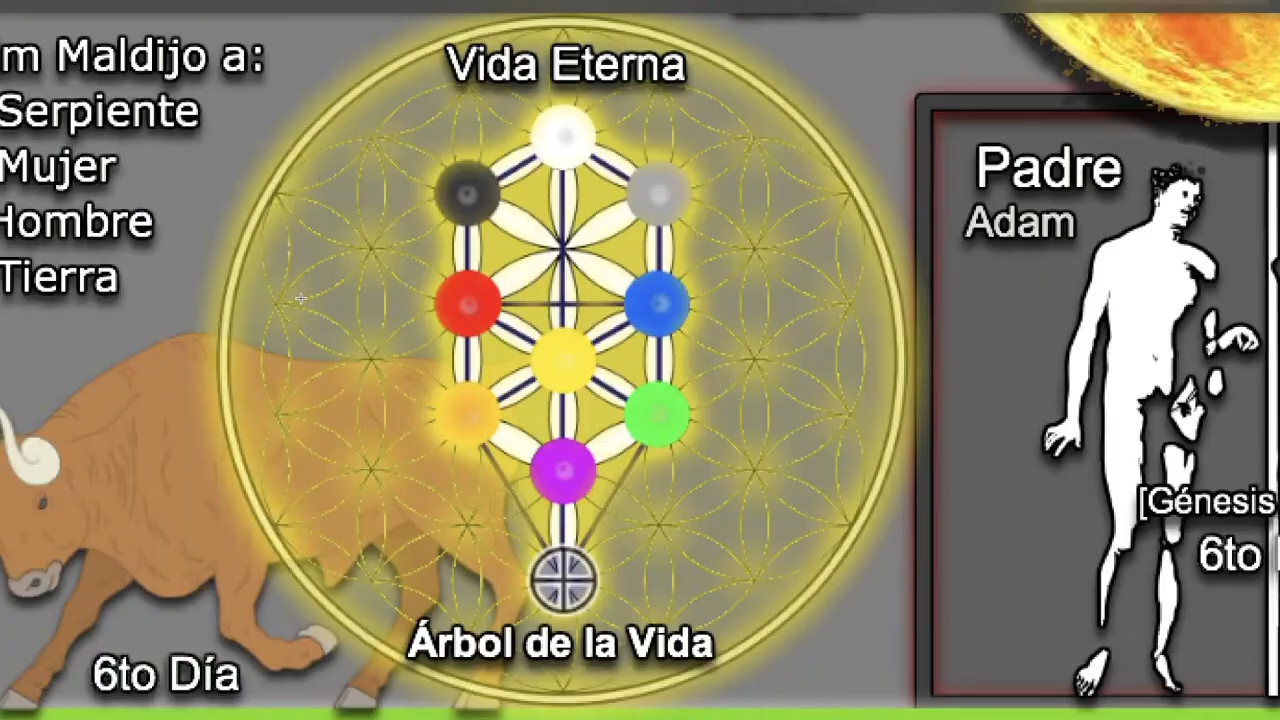 m Maldijo a:
Serpiente
Mujer
Hombre
Tierra
Vida Eterna
Árbol de la Vida
6to Día
Padre
Adam
[Génesis
6to